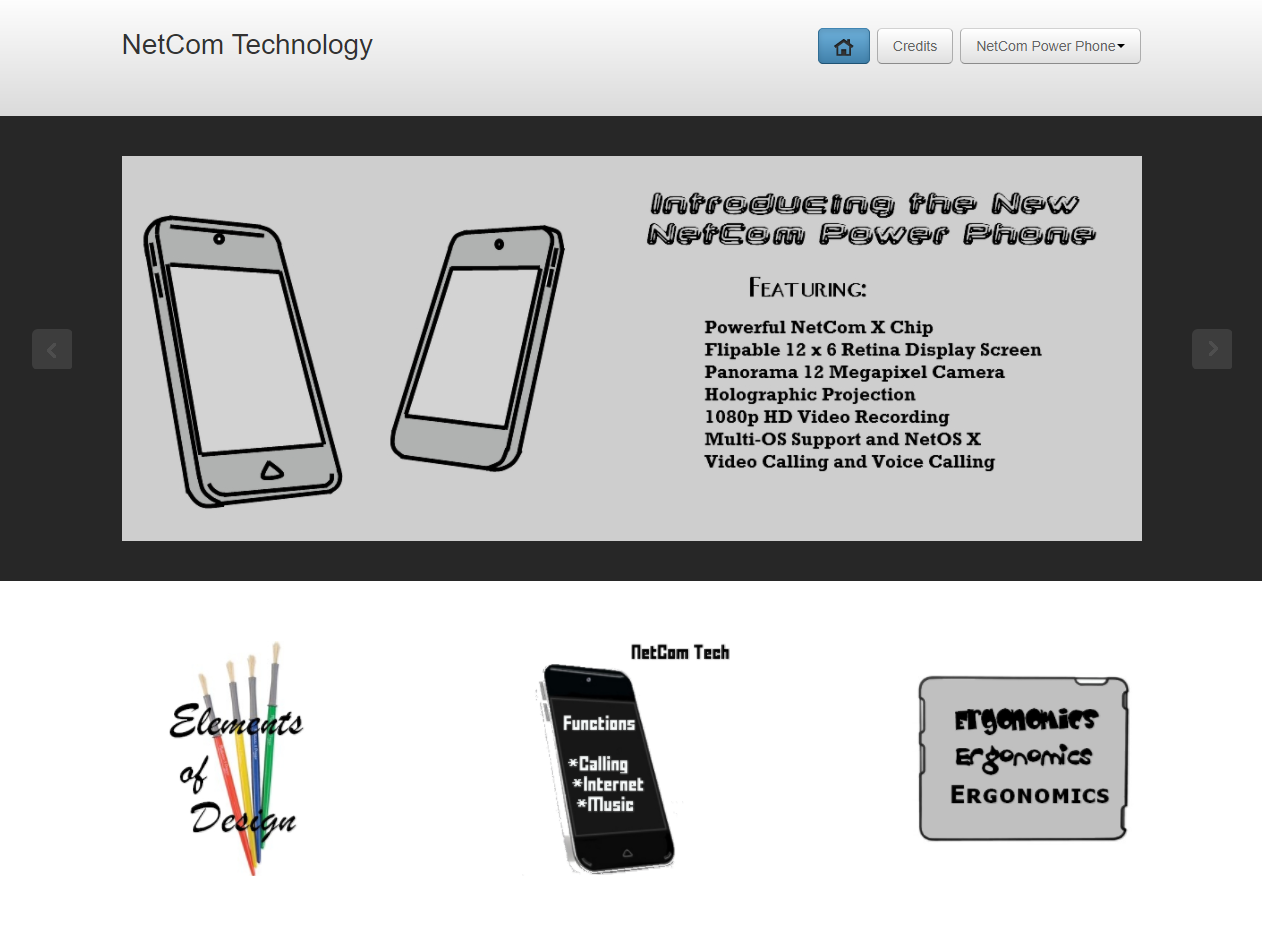 NetCom Technology
Credits
NetCom Power Phone
Introducing the New
NetCom Power Phone
FEATURING:
Powerful NetCom X Chip
Flipable 12 x 6 Retina Display Screen
Panorama 12 Megapixel Camera
Holographic Projection
1080p HD Video Recording
Multi-OS Support and NetOS X
Video Calling and Voice Calling
Elements
of
Design
NetCom Tech
Functions
*Calling
*Internet
*Music
Ergonomics
Ergonomics
ERGONOMICS